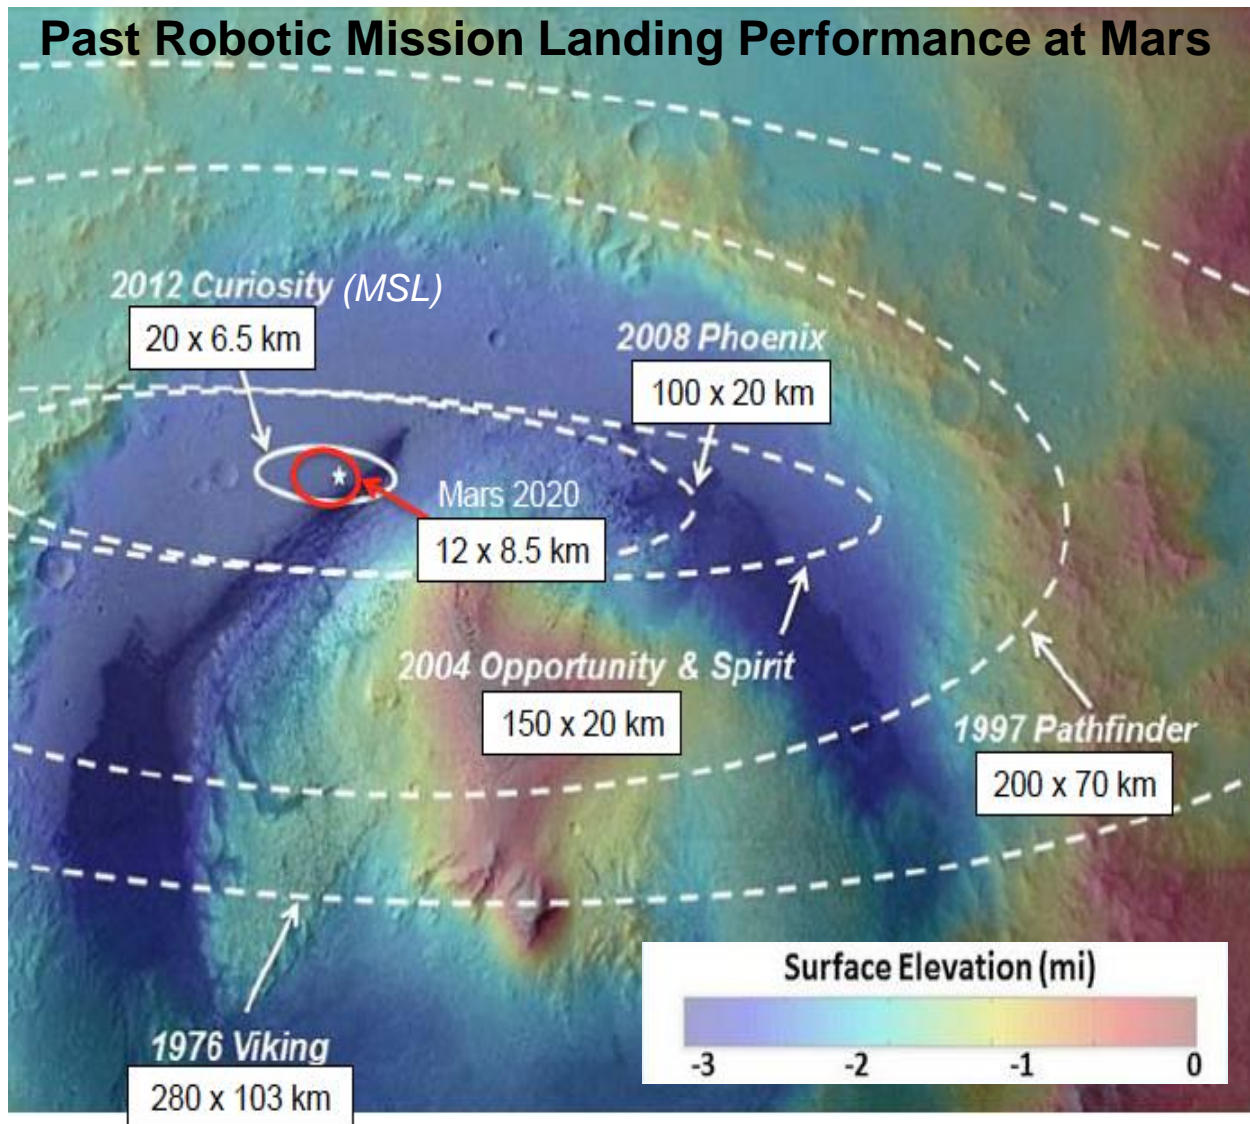 Past Robotic Mission Landing Performance at Mars
2012 Curiosity (MSL)
20 x 6.5 km
2008 Phoenix
100 x 20 km
Mars 2020
12 x 8.5 km
2004 Opportunity & Spirit
150 x 20 km
1997 Pathfinder
200 x 70 km
1976 Viking
280 x 103 km
Surface Elevation (mi)
-3 -2 -1 0